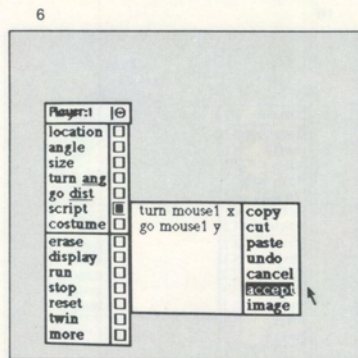 6
Player:1
location
angle
size
turn ang
go dist
script
costume
erase
display
run
stop
reset
twin
more
turn mouse1 x
go mouse1 y
copy
cut
paste
undo
cancel
accept
image